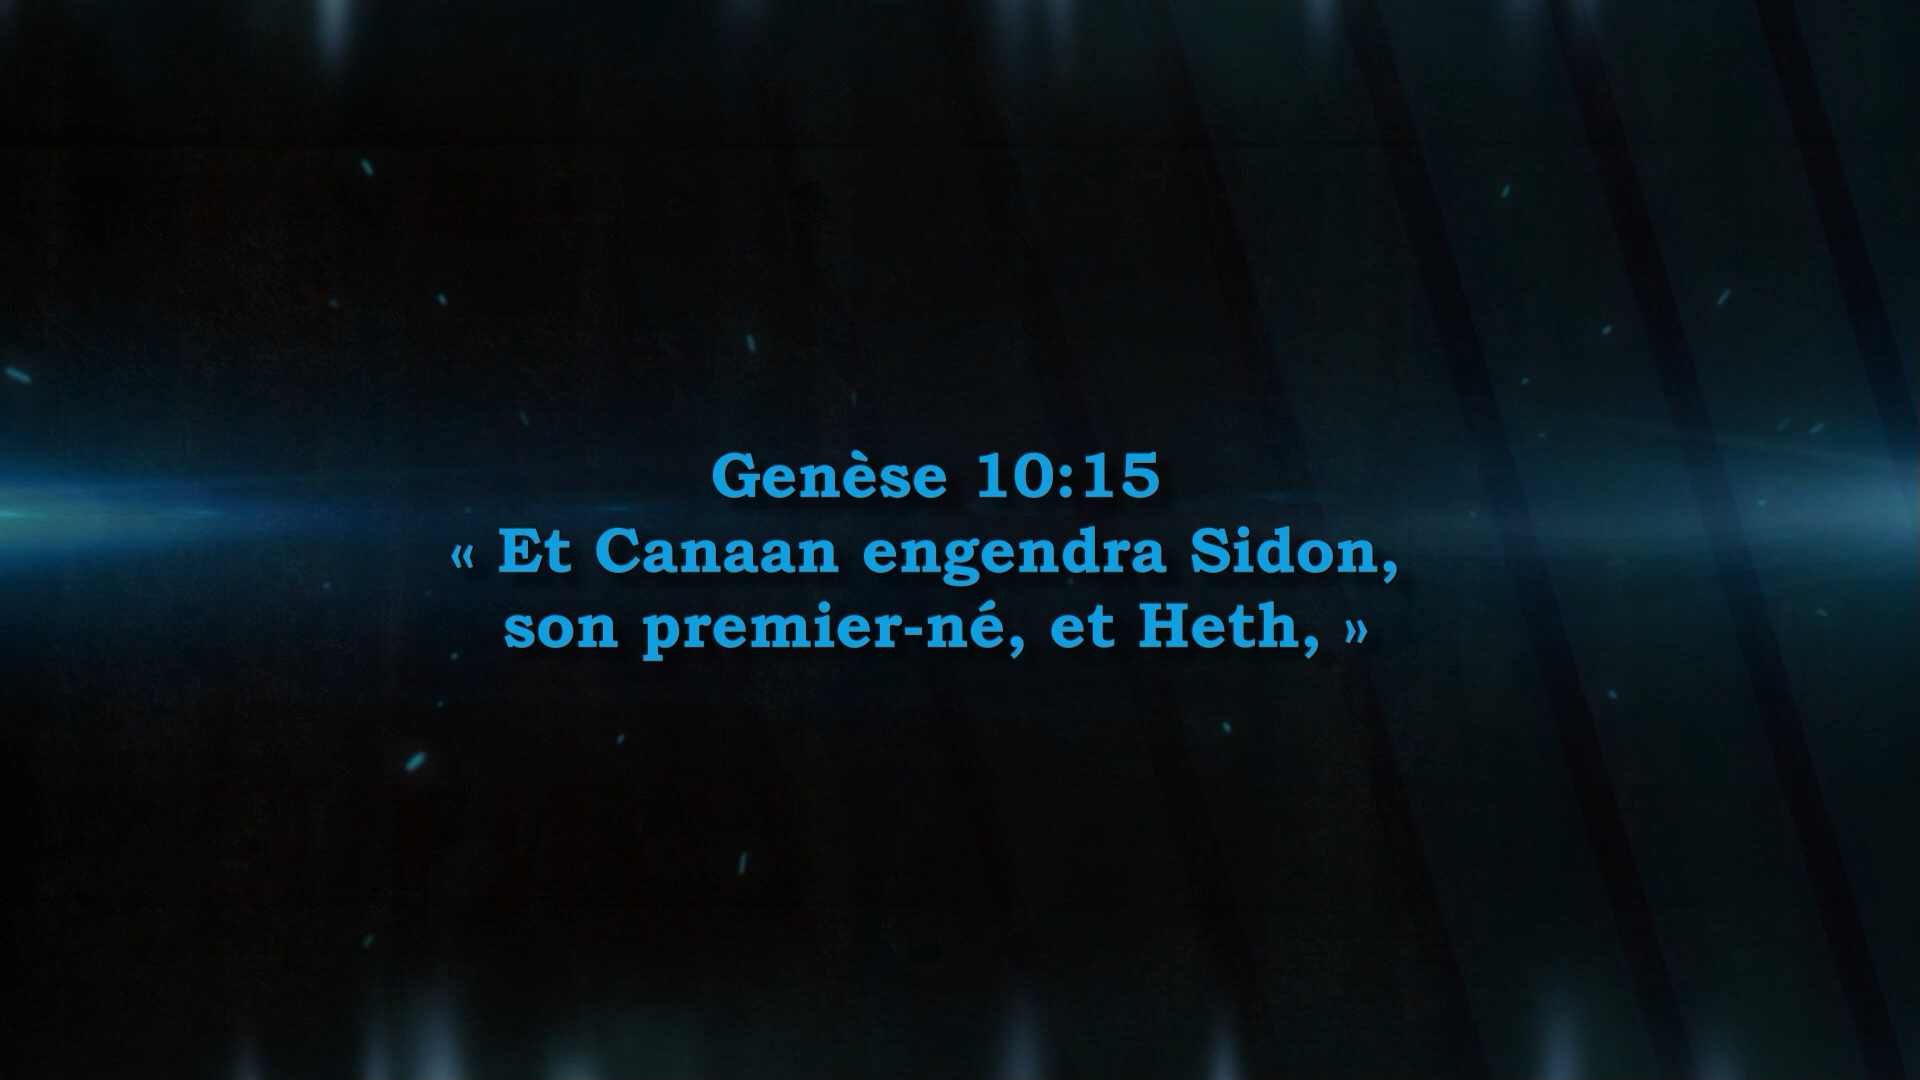 Genèse 10:15
« Et Canaan engendra Sidon,
son premier-né, et Heth, »